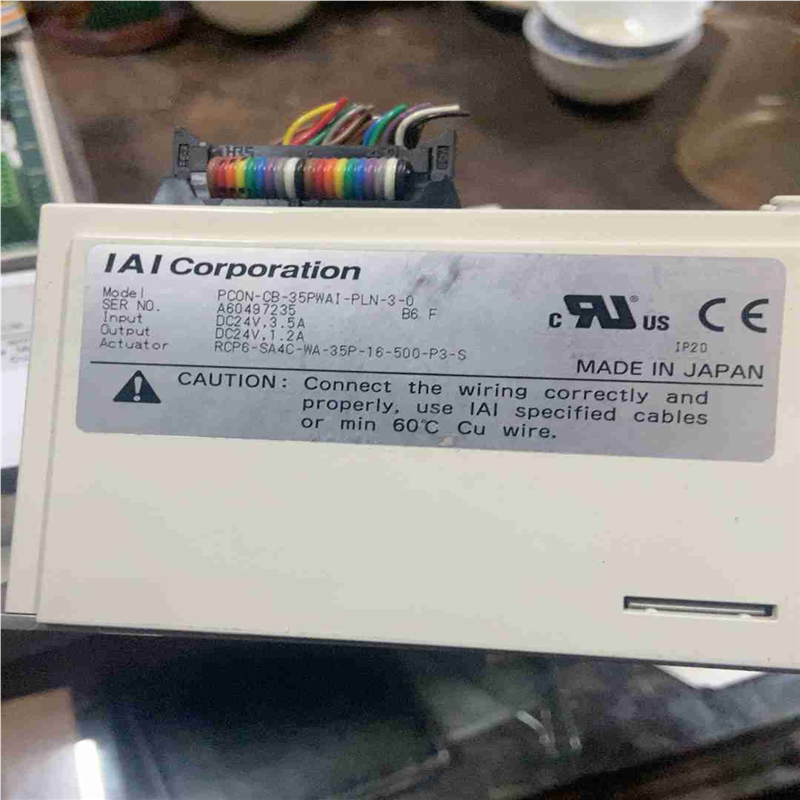 HRS
IAI Corporation
Model PCON-CB-35PWAI-PLN-3-0
SER NO. A60497235 B6 F
Input DC24V,3.5A
Output DC24V,1.2A
Actuator RCP6-SA4C-WA-35P-16-500-P3-S
c RU US CE
IP20
MADE IN JAPAN
CAUTION: Connect the wiring correctly and
properly, use IAI specified cables
or min 60℃ Cu wire.